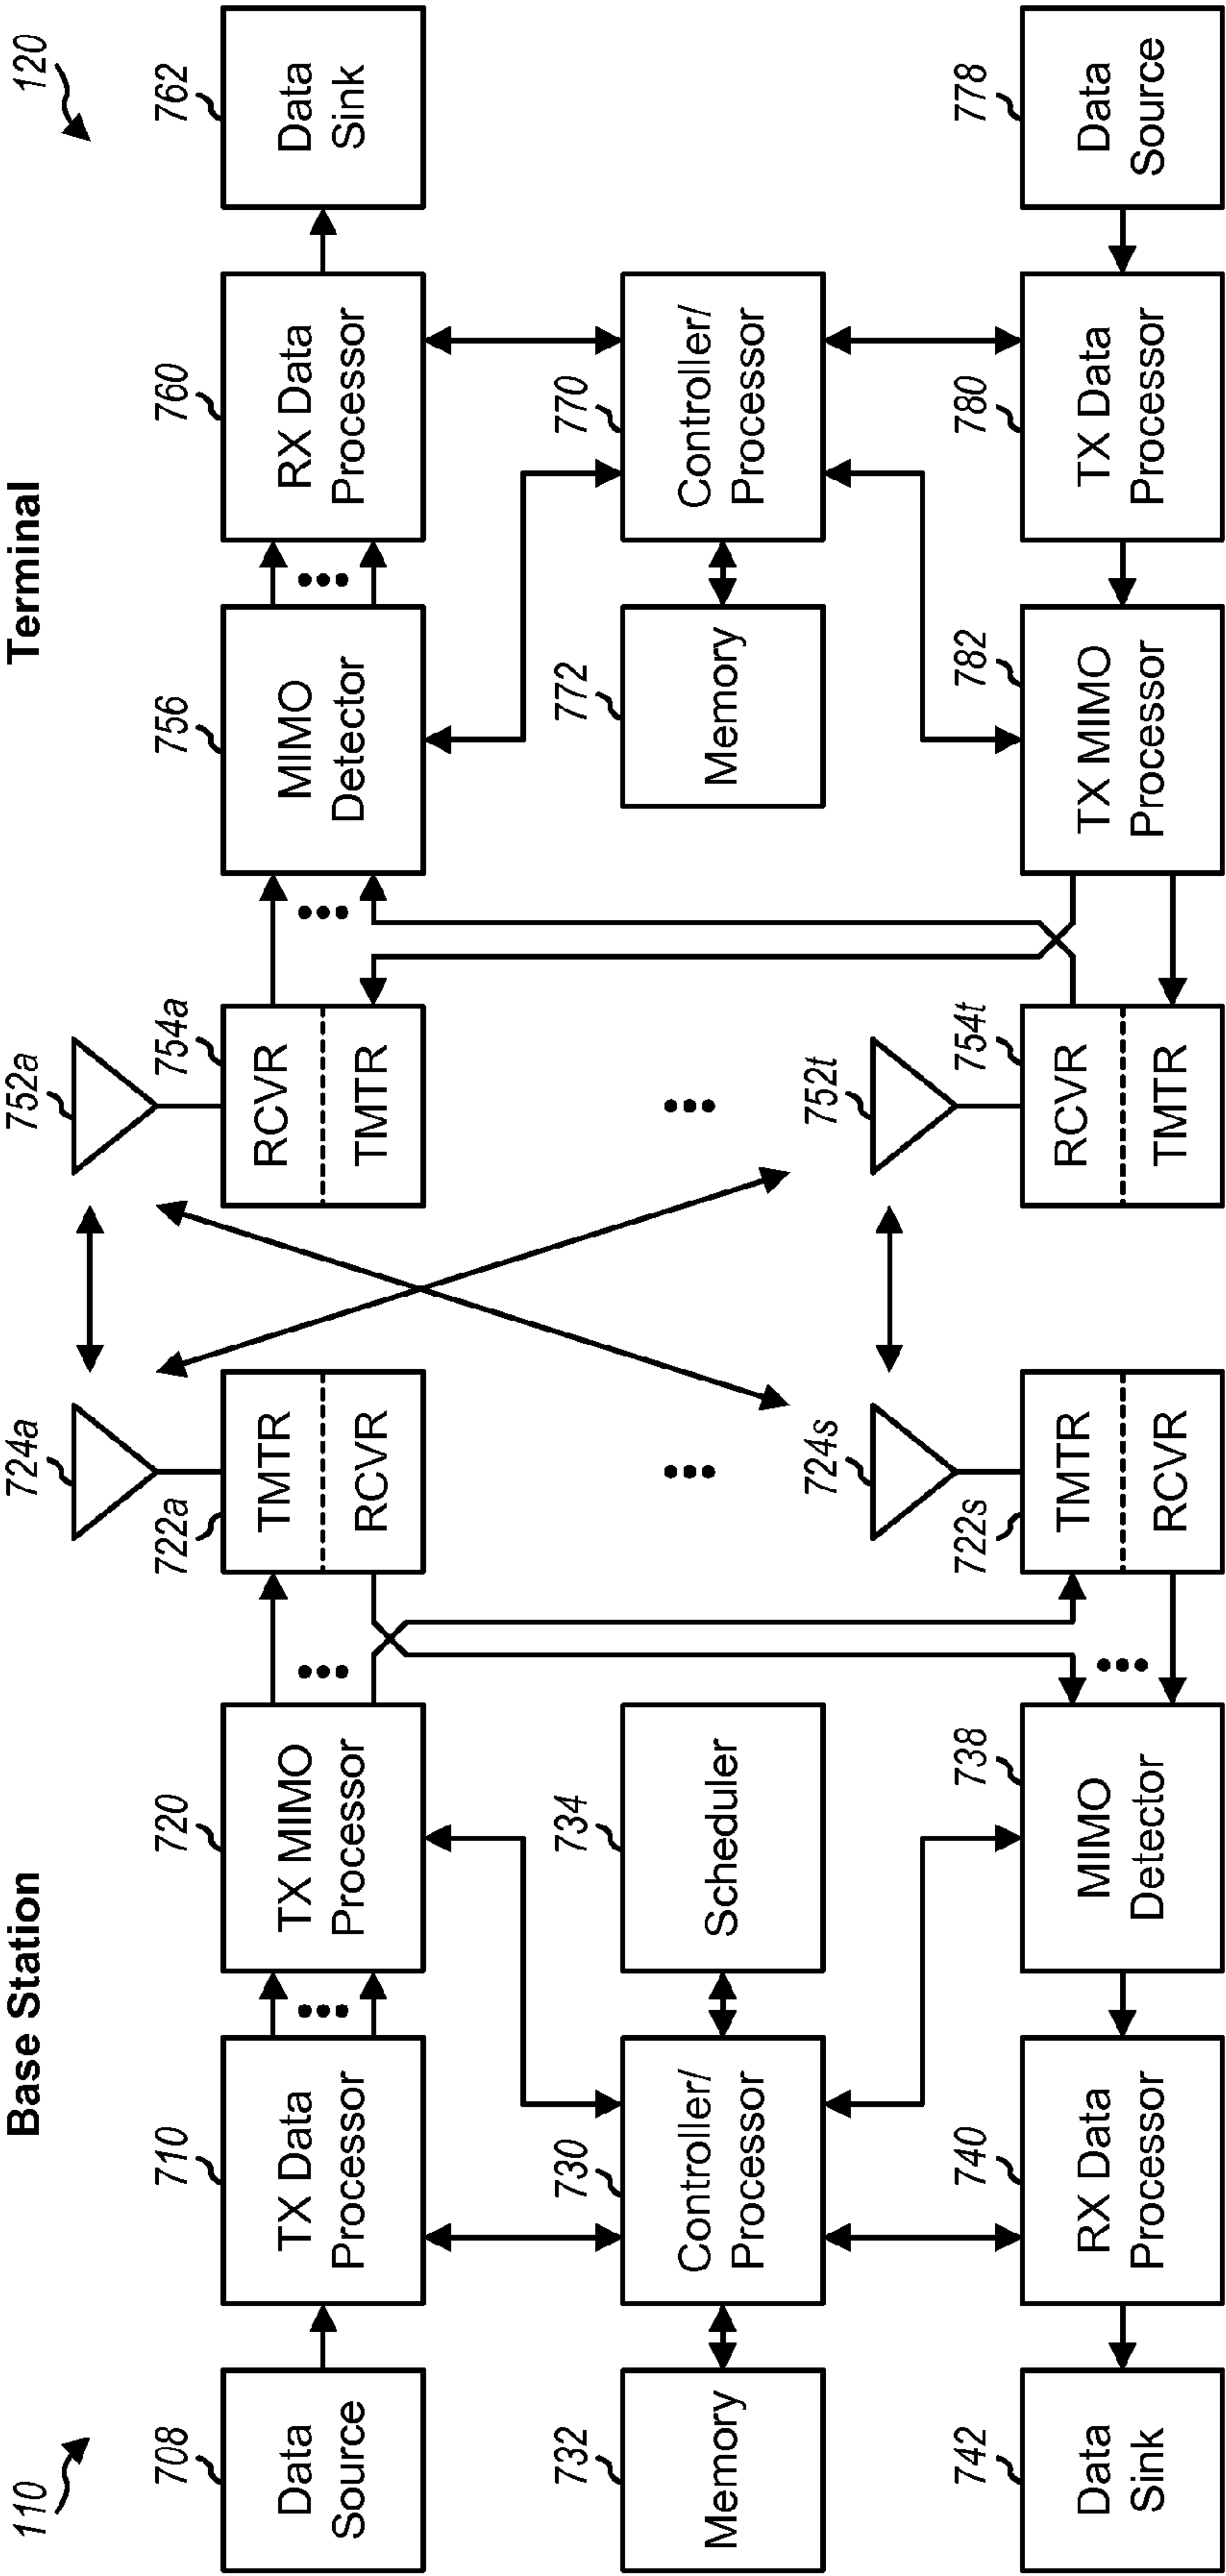 Base Station
Terminal
110
120
708
Data
Source
710
TX Data
Processor
720
TX MIMO
Processor
722a
TMTR
RCVR
724a
752a
754a
RCVR
TMTR
756
MIMO
Detector
760
RX Data
Processor
762
Data
Sink
732
Memory
730
Controller/
Processor
734
Scheduler
772
Memory
770
Controller/
Processor
742
Data
Sink
740
RX Data
Processor
738
MIMO
Detector
722s
TMTR
RCVR
724s
752t
754t
RCVR
TMTR
782
TX MIMO
Processor
780
TX Data
Processor
778
Data
Source